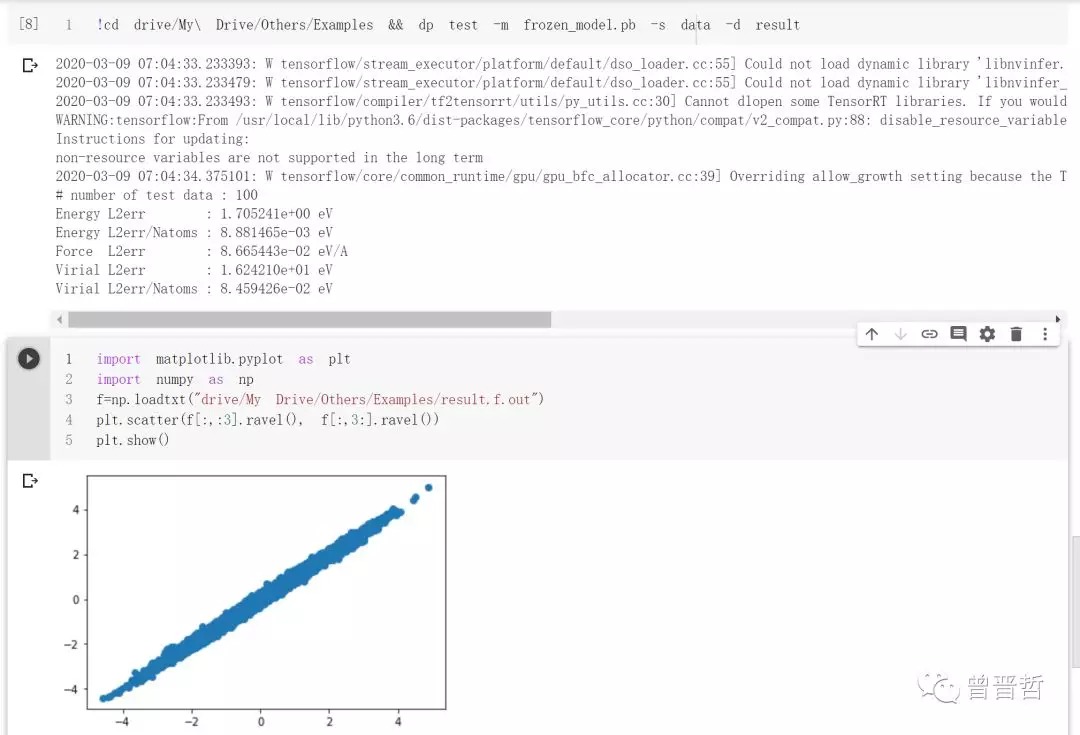 [8] 1 !cd drive/My\ Drive/Others/Examples && dp test -m frozen_model.pb -s data -d result
2020-03-09 07:04:33.233393: W tensorflow/stream_executor/platform/default/dso_loader.cc:55] Could not load dynamic library 'libnvinfer.
2020-03-09 07:04:33.233479: W tensorflow/stream_executor/platform/default/dso_loader.cc:55] Could not load dynamic library 'libnvinfer_
2020-03-09 07:04:33.233493: W tensorflow/compiler/tf2tensorrt/utils/py_utils.cc:30] Cannot dlopen some TensorRT libraries. If you would
WARNING:tensorflow:From /usr/local/lib/python3.6/dist-packages/tensorflow_core/python/compat/v2_compat.py:88: disable_resource_variable
Instructions for updating:
non-resource variables are not supported in the long term
2020-03-09 07:04:34.375101: W tensorflow/core/common_runtime/gpu/gpu_bfc_allocator.cc:39] Overriding allow_growth setting because the T
# number of test data : 100
Energy L2err : 1.705241e+00 eV
Energy L2err/Natoms : 8.881465e-03 eV
Force L2err : 8.665443e-02 eV/A
Virial L2err : 1.624210e+01 eV
Virial L2err/Natoms : 8.459426e-02 eV
1 import matplotlib.pyplot as plt
2 import numpy as np
3 f=np.loadtxt("drive/My Drive/Others/Examples/result.f.out")
4 plt.scatter(f[:,:3].ravel(), f[:,3:].ravel())
5 plt.show()
4
2
0
−2
−4
−4 −2 0 2 4
曾晋哲